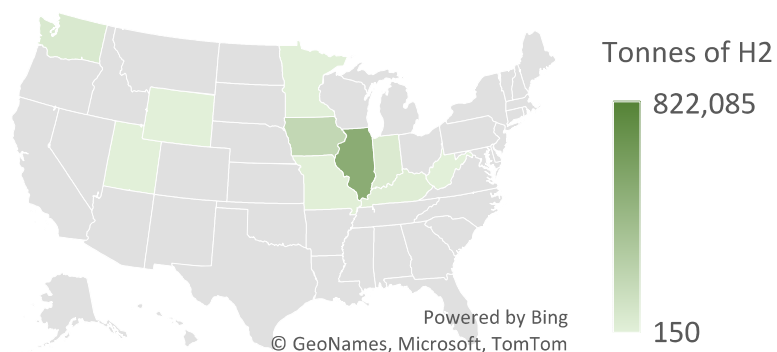 Tonnes of H2
822,085
150
Powered by Bing
© GeoNames, Microsoft, TomTom